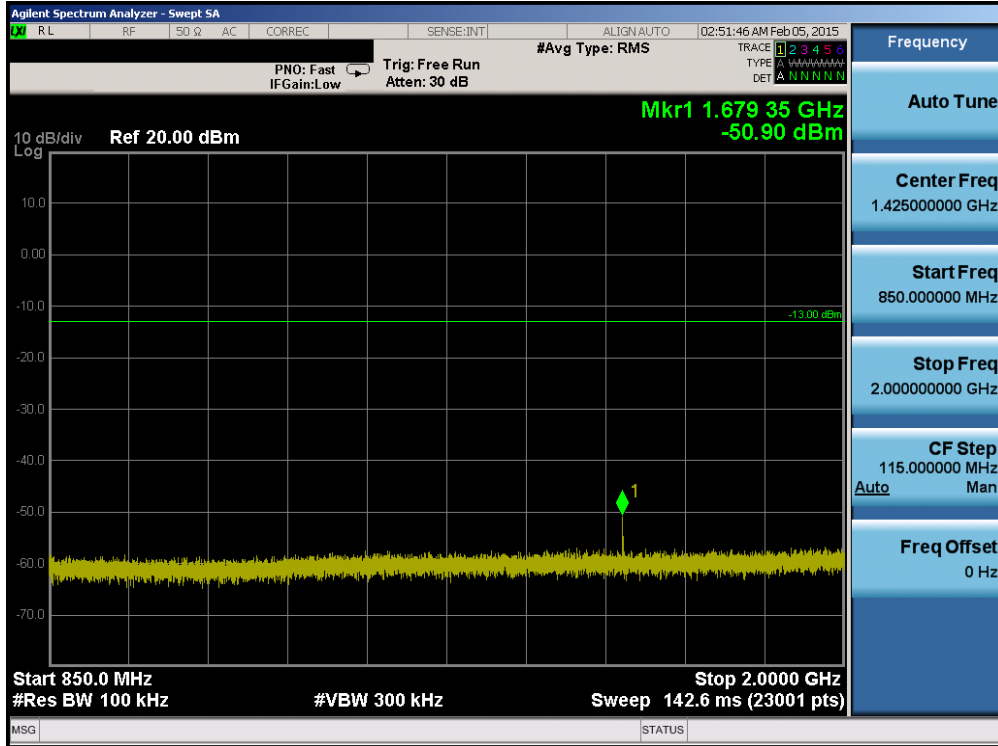 Agilent Spectrum Analyzer - Swept SA
LXI RL RF 50 Ω AC CORREC SENSE:INT ALIGN AUTO 02:51:46 AM Feb 05, 2015
#Avg Type: RMS TRACE 1 2 3 4 5 6
PNO: Fast Trig: Free Run TYPE A WWWWW
IFGain:Low Atten: 30 dB DET A N N N N N
Mkr1 1.679 35 GHz
10 dB/div Ref 20.00 dBm -50.90 dBm
Log
10.0
0.00
-10.0
-13.00 dBm
-20.0
-30.0
-40.0
1
-50.0
-60.0
-70.0
Start 850.0 MHz Stop 2.0000 GHz
#Res BW 100 kHz #VBW 300 kHz Sweep 142.6 ms (23001 pts)
MSG STATUS
Frequency
Auto Tune
Center Freq
1.425000000 GHz
Start Freq
850.000000 MHz
Stop Freq
2.000000000 GHz
CF Step
115.000000 MHz
Auto Man
Freq Offset
0 Hz